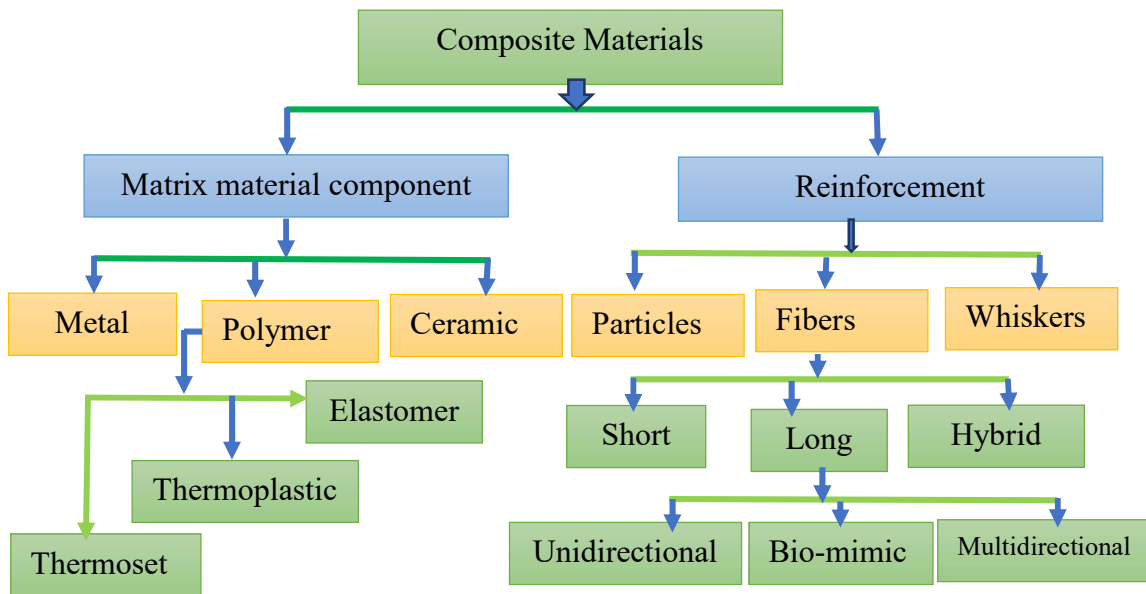 Composite Materials
Matrix material component
Reinforcement
Metal
Polymer
Ceramic
Particles
Fibers
Whiskers
Elastomer
Thermoplastic
Thermoset
Short
Long
Hybrid
Unidirectional
Bio-mimic
Multidirectional